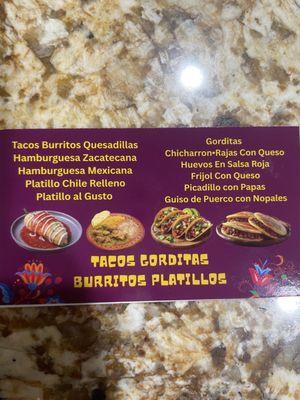 Tacos Burritos Quesadillas
Hamburguesa Zacatecana
Hamburguesa Mexicana
Platillo Chile Relleno
Platillo al Gusto
Gorditas
Chicharron•Rajas Con Queso
Huevos En Salsa Roja
Frijol Con Queso
Picadillo con Papas
Guiso de Puerco con Nopales
TACOS GORDITAS
BURRITOS PLATILLOS